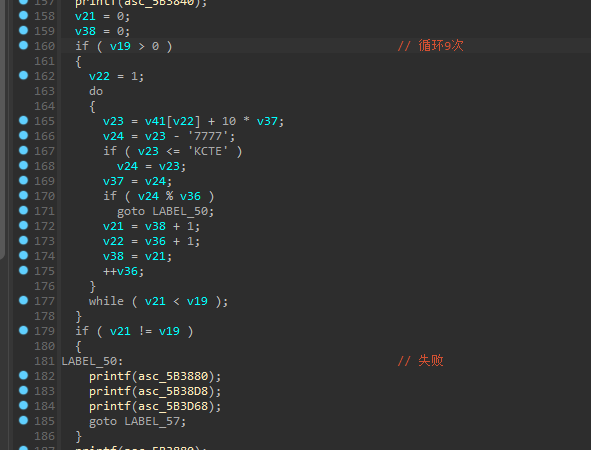 157 printf(asc_5B3840);
158 v21 = 0;
159 v38 = 0;
160 if ( v19 > 0 ) // 循环9次
161 {
162 v22 = 1;
163 do
164 {
165 v23 = v41[v22] + 10 * v37;
166 v24 = v23 - '7777';
167 if ( v23 <= 'KCTE' )
168 v24 = v23;
169 v37 = v24;
170 if ( v24 % v36 )
171 goto LABEL_50;
172 v21 = v38 + 1;
173 v22 = v36 + 1;
174 v38 = v21;
175 ++v36;
176 }
177 while ( v21 < v19 );
178 }
179 if ( v21 != v19 )
180 {
181 LABEL_50: // 失败
182 printf(asc_5B3880);
183 printf(asc_5B38D8);
184 printf(asc_5B3D68);
185 goto LABEL_57;
186 }
187 printf(asc_5B3880);